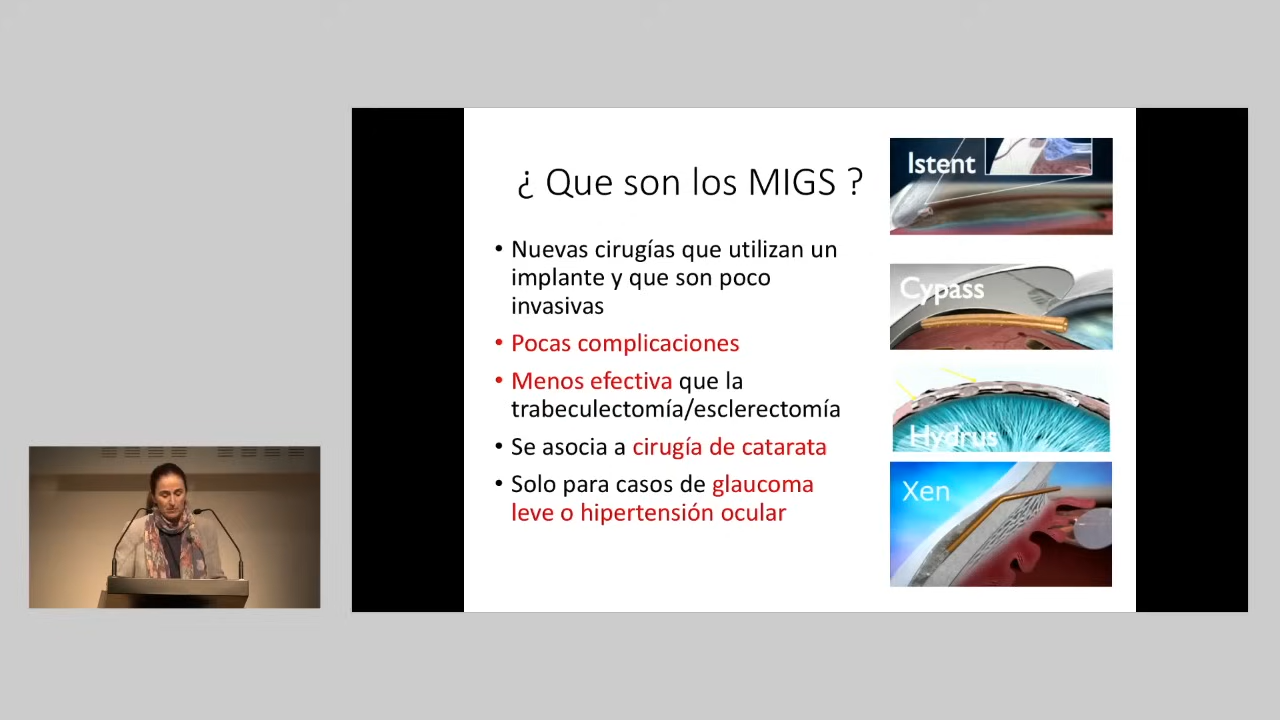 ¿ Que son los MIGS ?
• Nuevas cirugías que utilizan un
implante y que son poco
invasivas
• Pocas complicaciones
• Menos efectiva que la
trabeculectomía/esclerectomía
• Se asocia a cirugía de catarata
• Solo para casos de glaucoma
leve o hipertensión ocular
Istent
Cypass
Hydrus
Xen